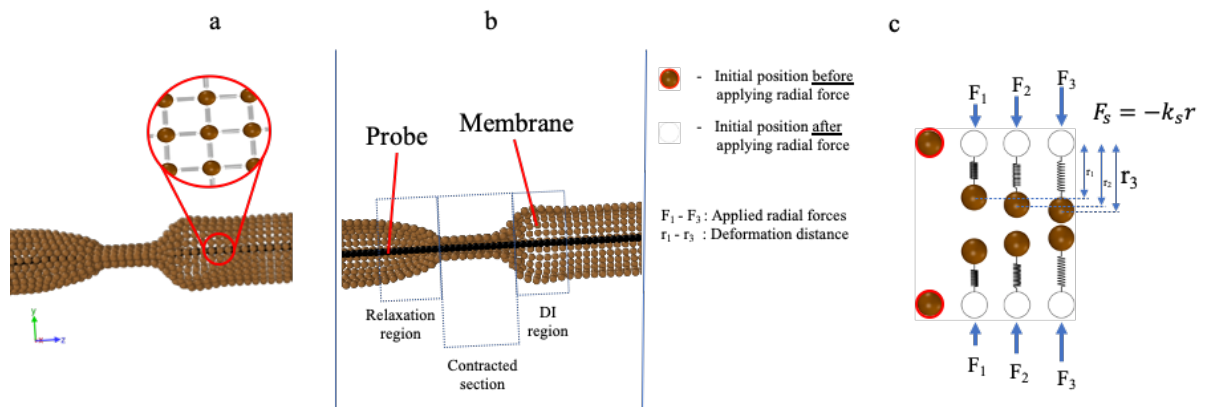 a
y
x
z
b
Probe
Membrane
Relaxation
region
Contracted
section
DI
region
- Initial position before
applying radial force
- Initial position after
applying radial force
F₁ - F₃ : Applied radial forces
r₁ - r₃ : Deformation distance
c
F₁ F₂ F₃
Fₛ = −kₛr
r₁ r₂ r₃
F₁ F₂ F₃